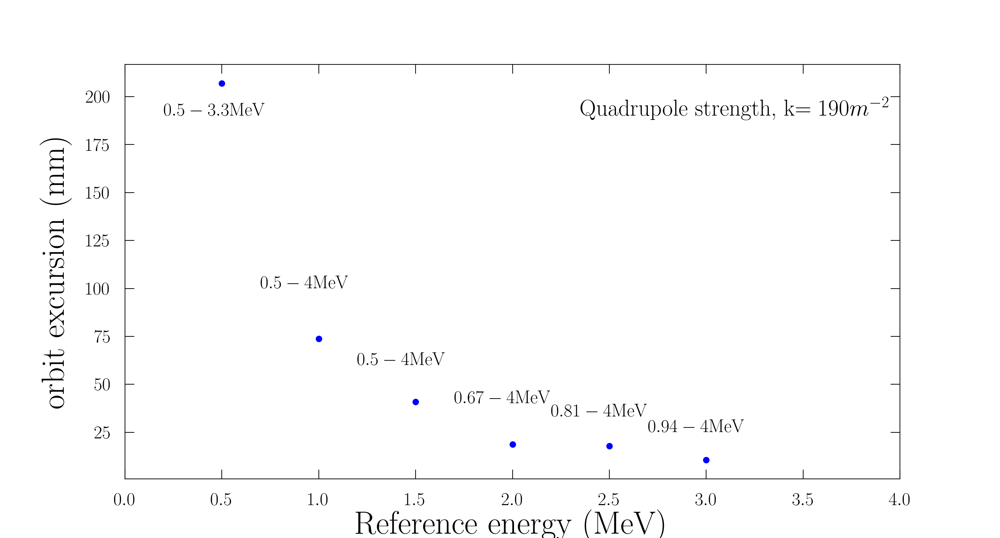 200
175
150
125
100
75
50
25
orbit excursion (mm)
0.5 − 3.3MeV
Quadrupole strength, k= 190m⁻²
0.5 − 4MeV
0.5 − 4MeV
0.67 − 4MeV
0.81 − 4MeV
0.94 − 4MeV
0.0 0.5 1.0 1.5 2.0 2.5 3.0 3.5 4.0
Reference energy (MeV)